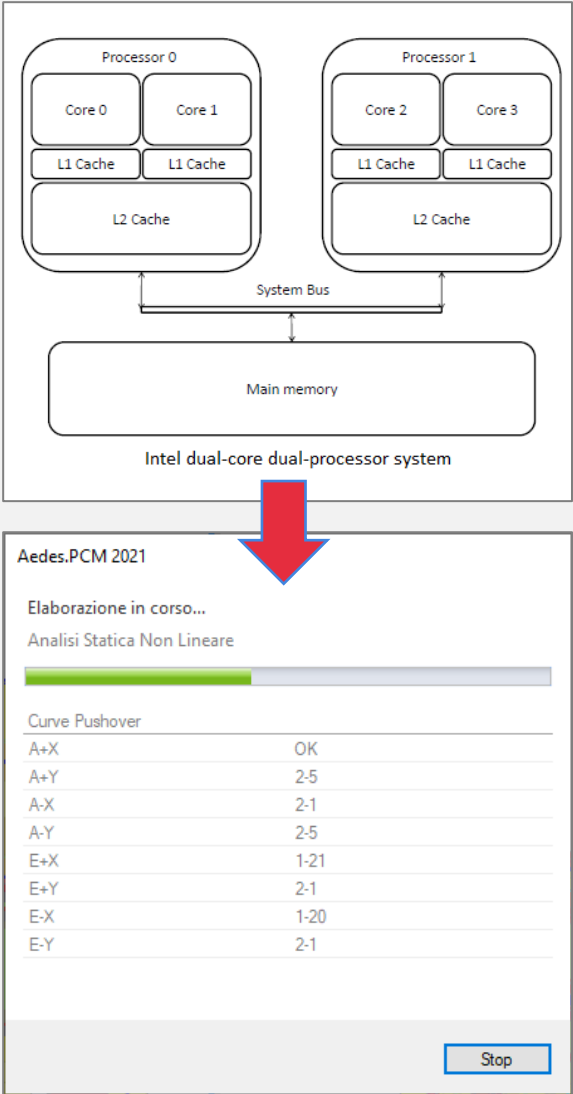 Processor 0 Processor 1
Core 0 Core 1 Core 2 Core 3
L1 Cache L1 Cache L1 Cache L1 Cache
L2 Cache L2 Cache
System Bus
Main memory
Intel dual-core dual-processor system
Aedes.PCM 2021
Elaborazione in corso...
Analisi Statica Non Lineare
Curve Pushover
A+X OK
A+Y 2-5
A-X 2-1
A-Y 2-5
E+X 1-21
E+Y 2-1
E-X 1-20
E-Y 2-1
Stop